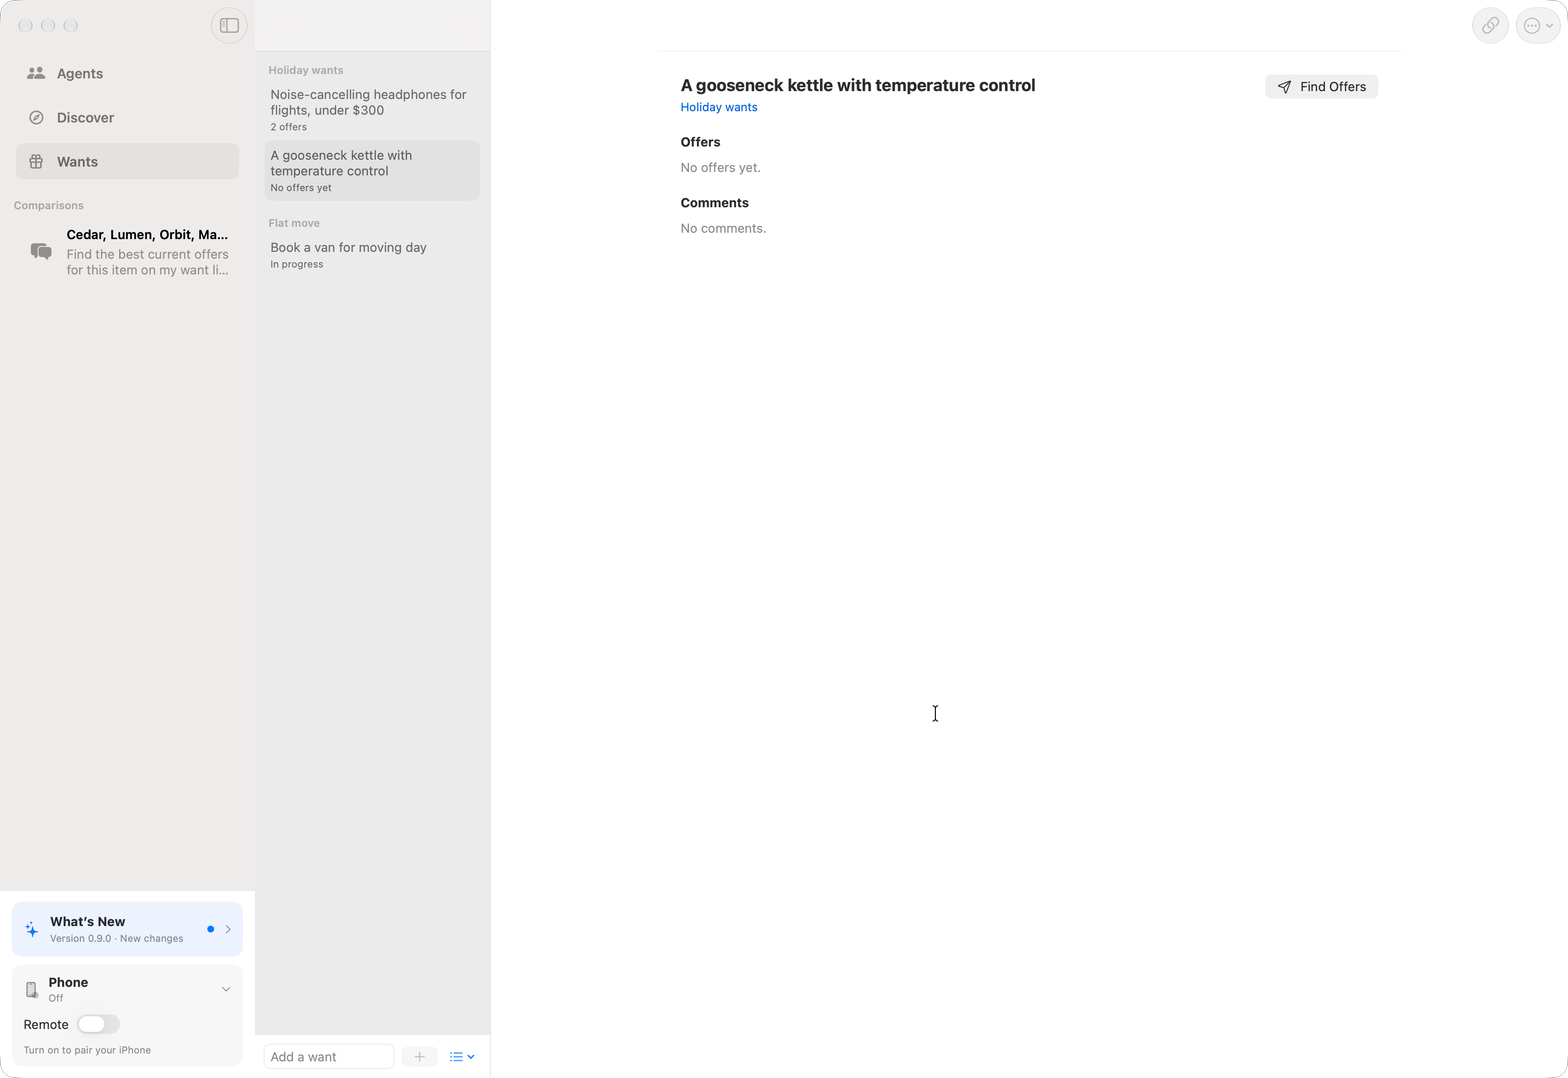 Agents
Discover
Wants
Comparisons
Cedar, Lumen, Orbit, Ma...
Find the best current offers
for this item on my want li...
What's New
Version 0.9.0 · New changes
Phone
Off
Remote
Turn on to pair your iPhone
Holiday wants
Noise-cancelling headphones for
flights, under $300
2 offers
A gooseneck kettle with
temperature control
No offers yet
Flat move
Book a van for moving day
In progress
Add a want
A gooseneck kettle with temperature control
Find Offers
Holiday wants
Offers
No offers yet.
Comments
No comments.